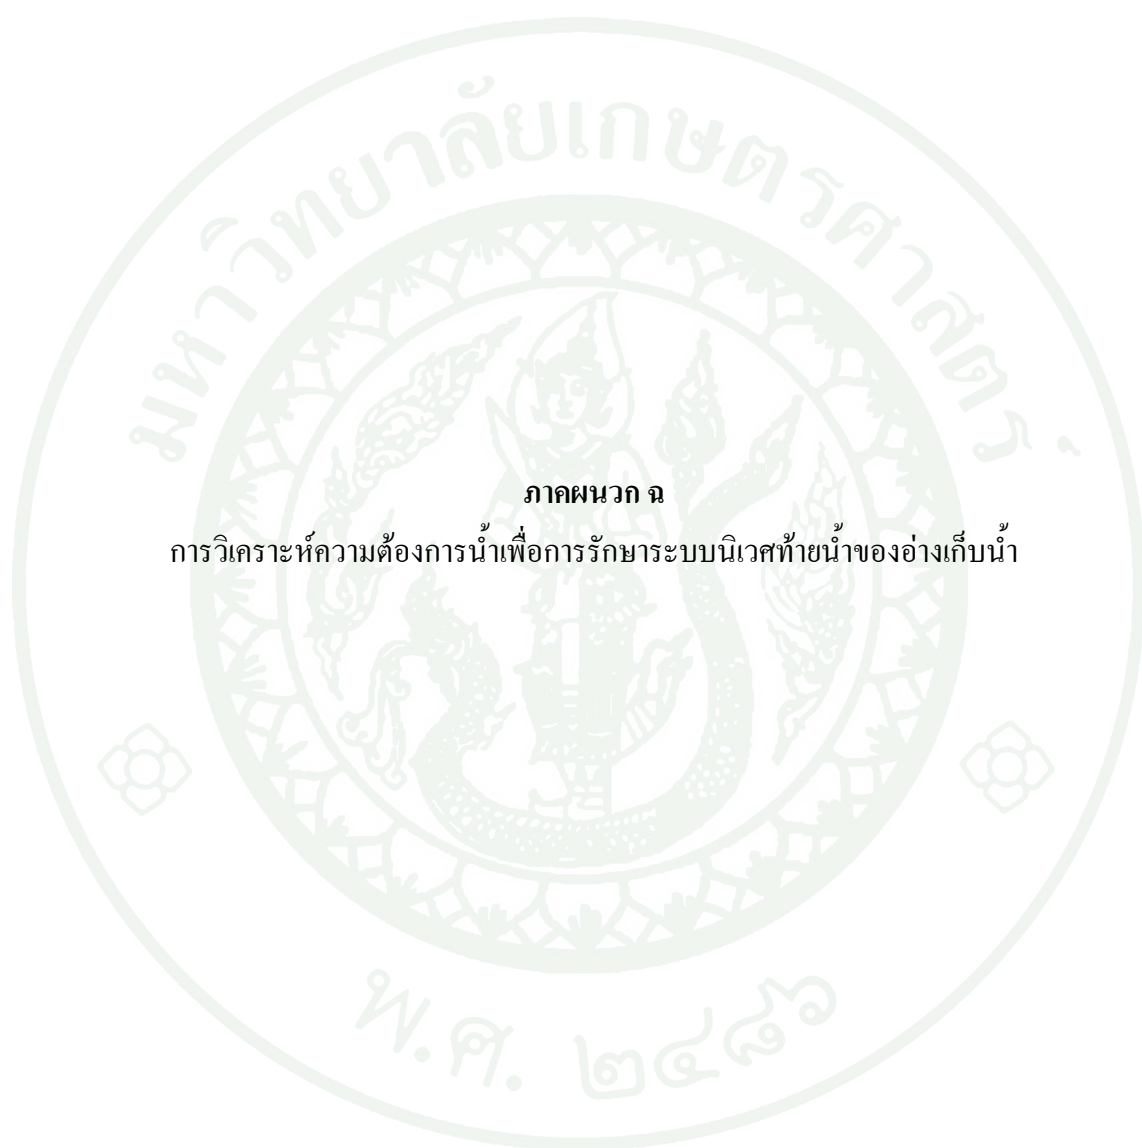 มหาวิทยาลัยเกษตรศาสตร์
ภาคผนวก ฉ
การวิเคราะห์ความต้องการน้ำเพื่อการรักษาระบบนิเวศท้ายน้ำของอ่างเก็บน้ำ
พ.ศ. ๒๔๘๖